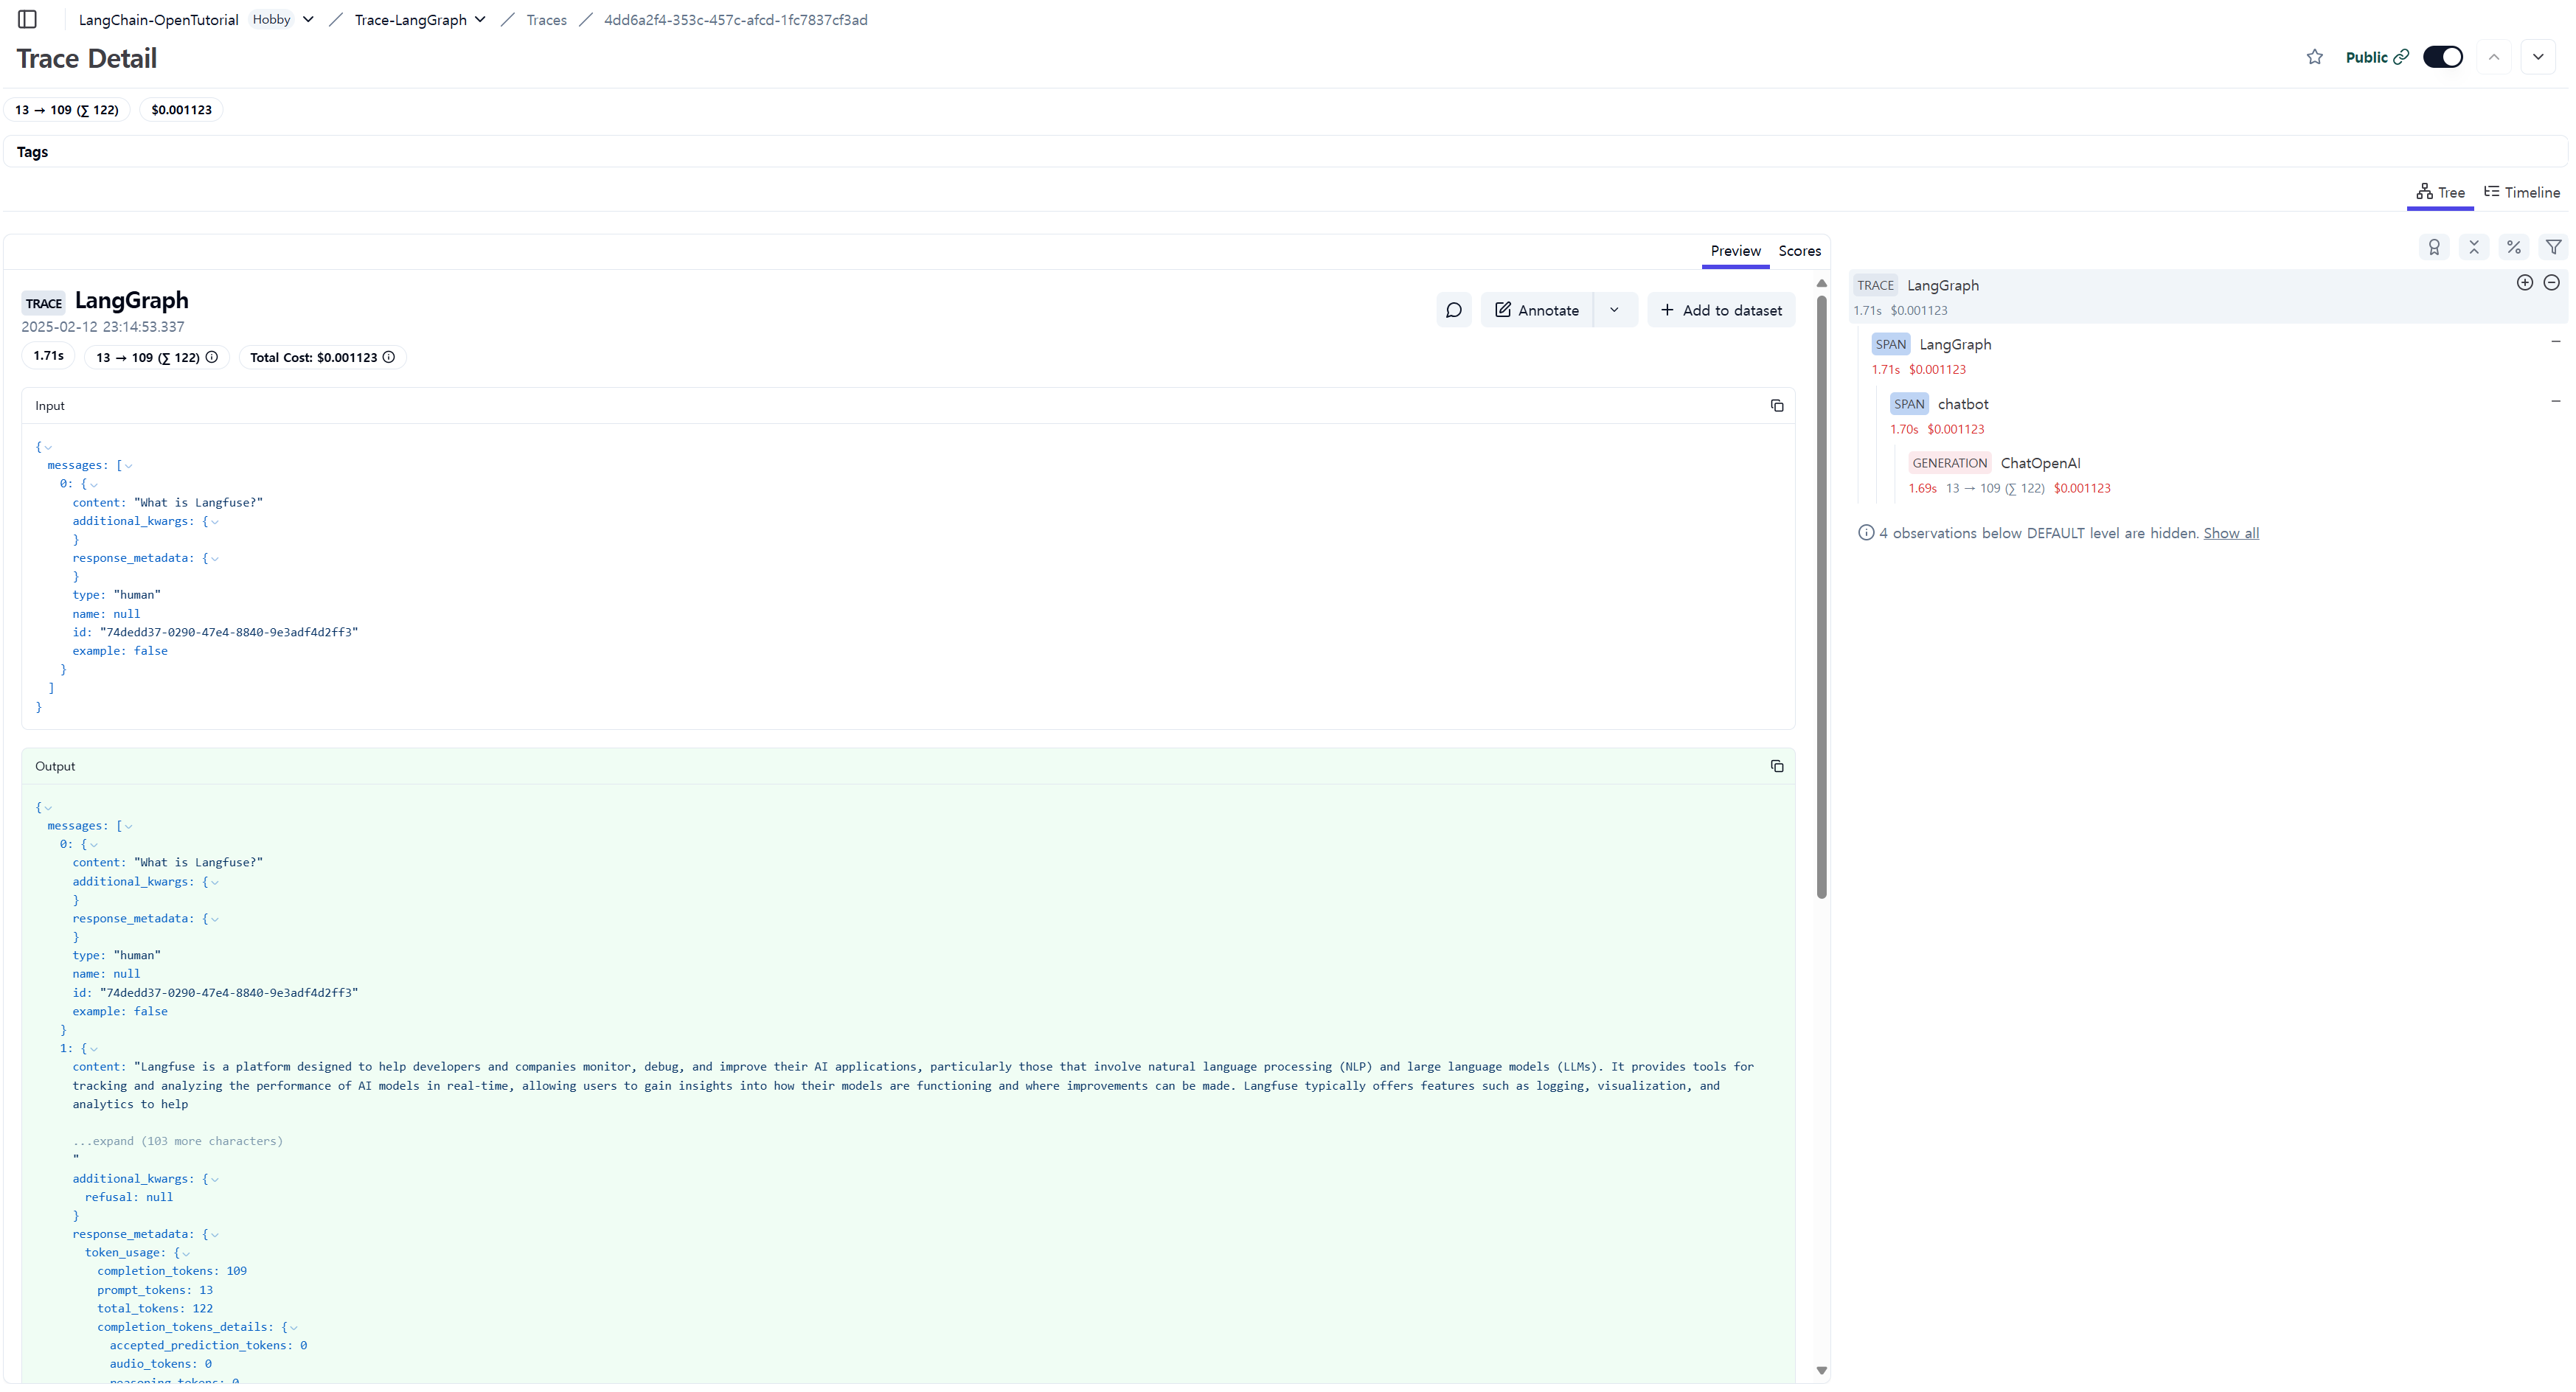 LangChain-OpenTutorial Hobby / Trace-LangGraph / Traces / 4dd6a2f4-353c-457c-afcd-1fc7837cf3ad
Trace Detail
Public
13 → 109 (∑ 122) $0.001123
Tags
Tree Timeline
Preview Scores
TRACE LangGraph
2025-02-12 23:14:53.337
1.71s 13 → 109 (∑ 122) Total Cost: $0.001123
Annotate
+ Add to dataset
Input
{
messages: [
0: {
content: "What is Langfuse?"
additional_kwargs: {
}
response_metadata: {
}
type: "human"
name: null
id: "74dedd37-0290-47e4-8840-9e3adf4d2ff3"
example: false
}
]
}
Output
{
messages: [
0: {
content: "What is Langfuse?"
additional_kwargs: {
}
response_metadata: {
}
type: "human"
name: null
id: "74dedd37-0290-47e4-8840-9e3adf4d2ff3"
example: false
}
1: {
content: "Langfuse is a platform designed to help developers and companies monitor, debug, and improve their AI applications, particularly those that involve natural language processing (NLP) and large language models (LLMs). It provides tools for
tracking and analyzing the performance of AI models in real-time, allowing users to gain insights into how their models are functioning and where improvements can be made. Langfuse typically offers features such as logging, visualization, and
analytics to help
...expand (103 more characters)
"
additional_kwargs: {
refusal: null
}
response_metadata: {
token_usage: {
completion_tokens: 109
prompt_tokens: 13
total_tokens: 122
completion_tokens_details: {
accepted_prediction_tokens: 0
audio_tokens: 0
reasoning_tokens: 0
TRACE LangGraph
1.71s $0.001123
SPAN LangGraph
1.71s $0.001123
SPAN chatbot
1.70s $0.001123
GENERATION ChatOpenAI
1.69s 13 → 109 (∑ 122) $0.001123
4 observations below DEFAULT level are hidden. Show all